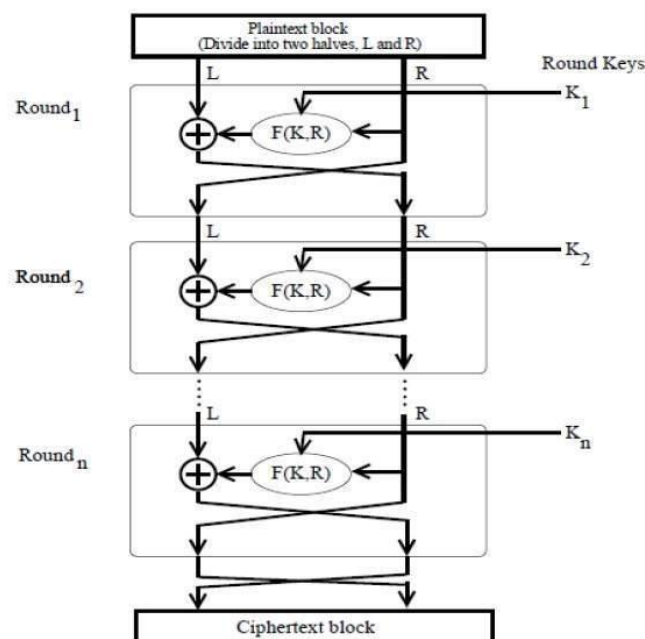 Plaintext block
(Divide into two halves, L and R)
Round Keys
L
R
K1
Round1
F(K,R)
L
R
K2
Round2
F(K,R)
L
R
Kn
Roundn
F(K,R)
Ciphertext block